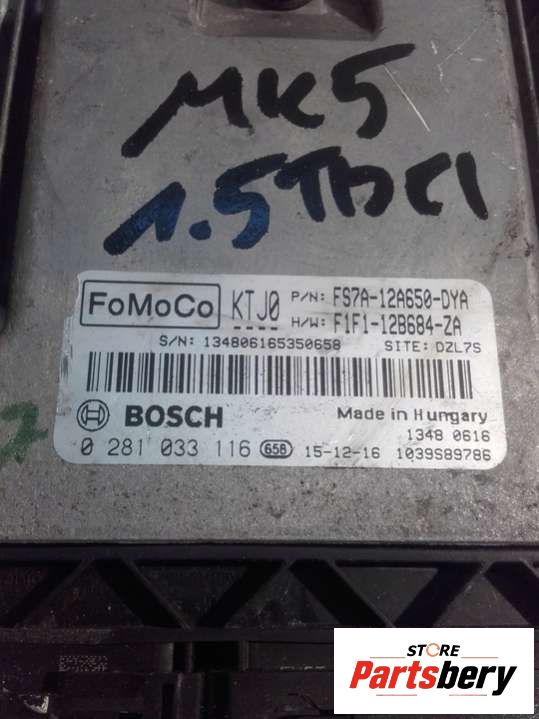 MK5
1.5TDCI
FoMoCo KTJ0 P/N: FS7A-12A650-DYA
H/W: F1F1-12B684-ZA
S/N: 134806165350658 SITE: DZL7S
BOSCH Made in Hungary
1348 0616
0 281 033 116 658 15-12-16 1039S89786
2
STORE
Partsbery